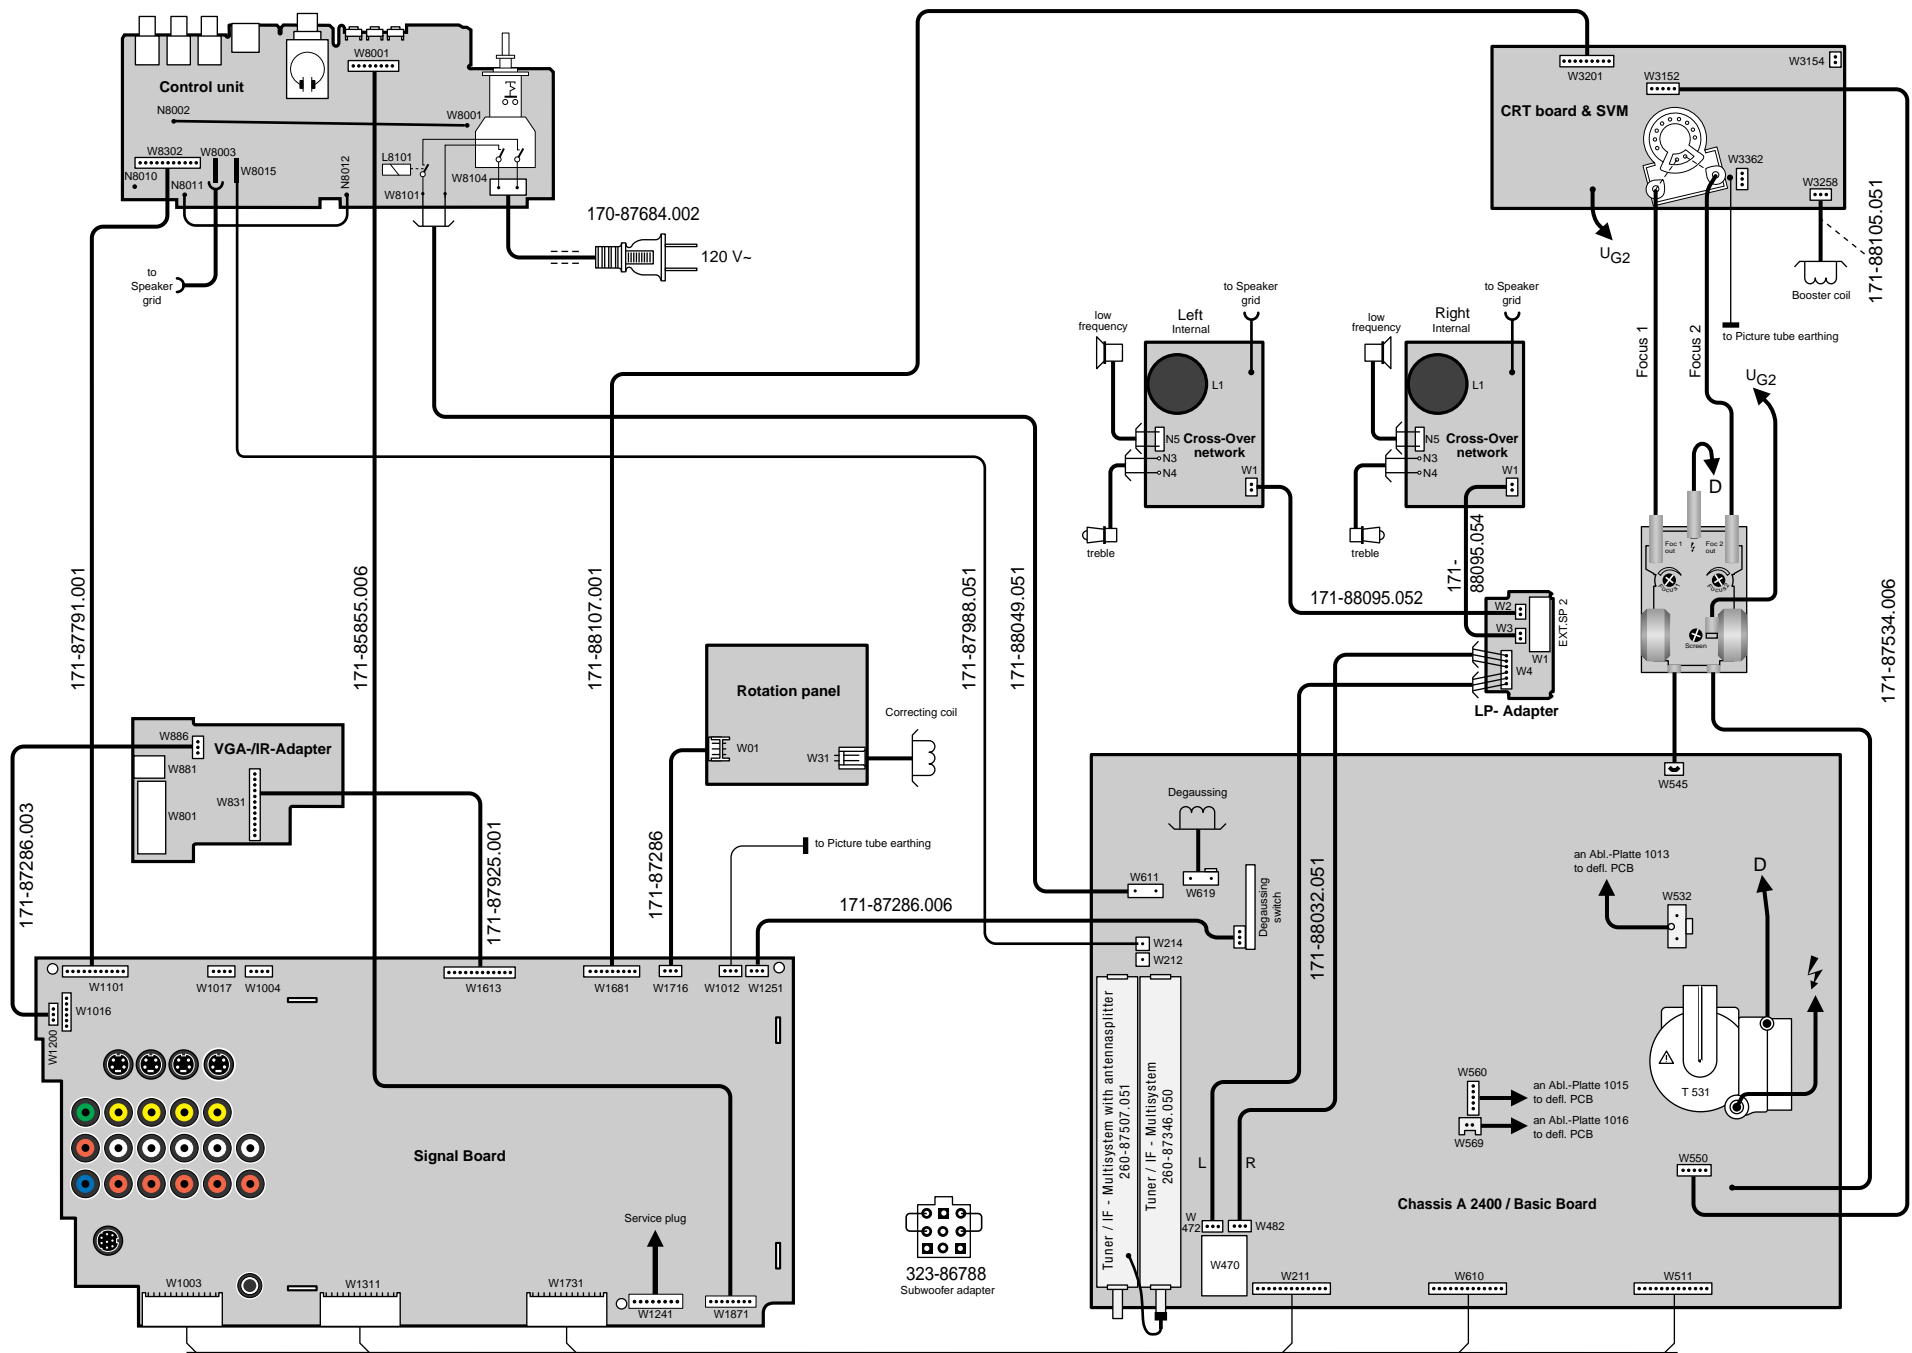 Control unit
W8001
N8002
W8001
W8302
W8003
W8015
N8010
N8011
N8012
L8101
W8101
W8104
170-87684.002
120 V~
to
Speaker
grid
W3201
W3152
W3154
CRT board & SVM
W3362
W3258
UG2
Booster coil
171-88105.051
to Picture tube earthing
Focus 1
Focus 2
UG2
low
frequency
Left
Internal
to Speaker
grid
L1
N5
Cross-Over
network
N3
N4
W1
treble
low
frequency
Right
Internal
to Speaker
grid
L1
N5
Cross-Over
network
N3
N4
W1
treble
171-88095.052
171-
88095.054
D
Foc 1
out
Foc 2
out
Screen
W2
W3
W1
W4
EXT.SP 2
LP- Adapter
171-87534.006
171-87791.001
171-85855.006
171-88107.001
171-87988.051
171-88049.051
Rotation panel
W01
W31
Correcting coil
W886
VGA-/IR-Adapter
W881
W831
W801
171-87286.003
171-87925.001
171-87286
to Picture tube earthing
171-87286.006
171-88032.051
W545
Degaussing
W611
W619
Degaussing
switch
W214
W212
an Abl.-Platte 1013
to defl. PCB
W532
D
T 531
W560
an Abl.-Platte 1015
to defl. PCB
W569
an Abl.-Platte 1016
to defl. PCB
W550
Chassis A 2400 / Basic Board
Tuner / IF - Multisystem with antennasplitter
260-87507.051
Tuner / IF - Multisystem
260-87346.050
L
R
W
472
W482
W470
W211
W610
W511
W1101
W1017
W1004
W1613
W1681
W1716
W1012
W1251
W1016
W1200
Signal Board
Service plug
W1003
W1311
W1731
W1241
W1871
323-86788
Subwoofer adapter